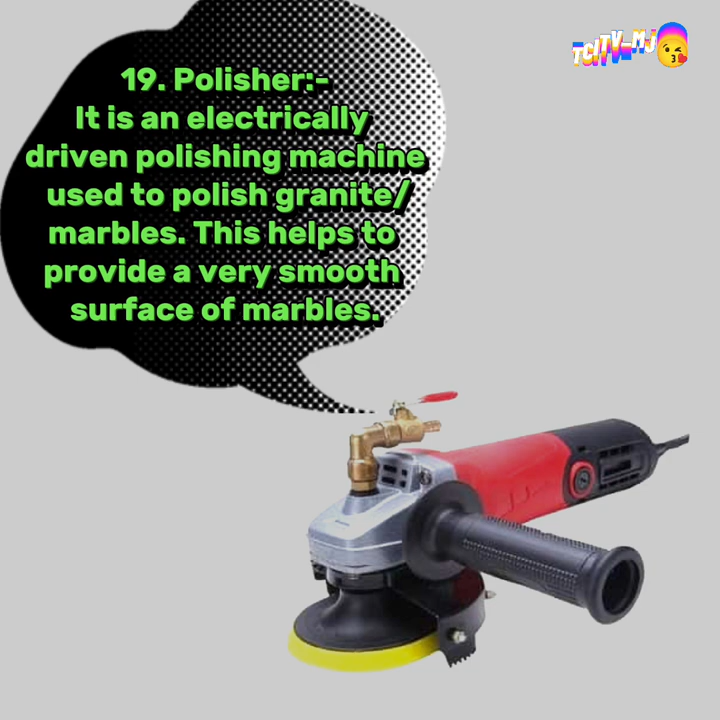 19. Polisher:-
It is an electrically
driven polishing machine
used to polish granite/
marbles. This helps to
provide a very smooth
surface of marbles.
TCITV_MJ